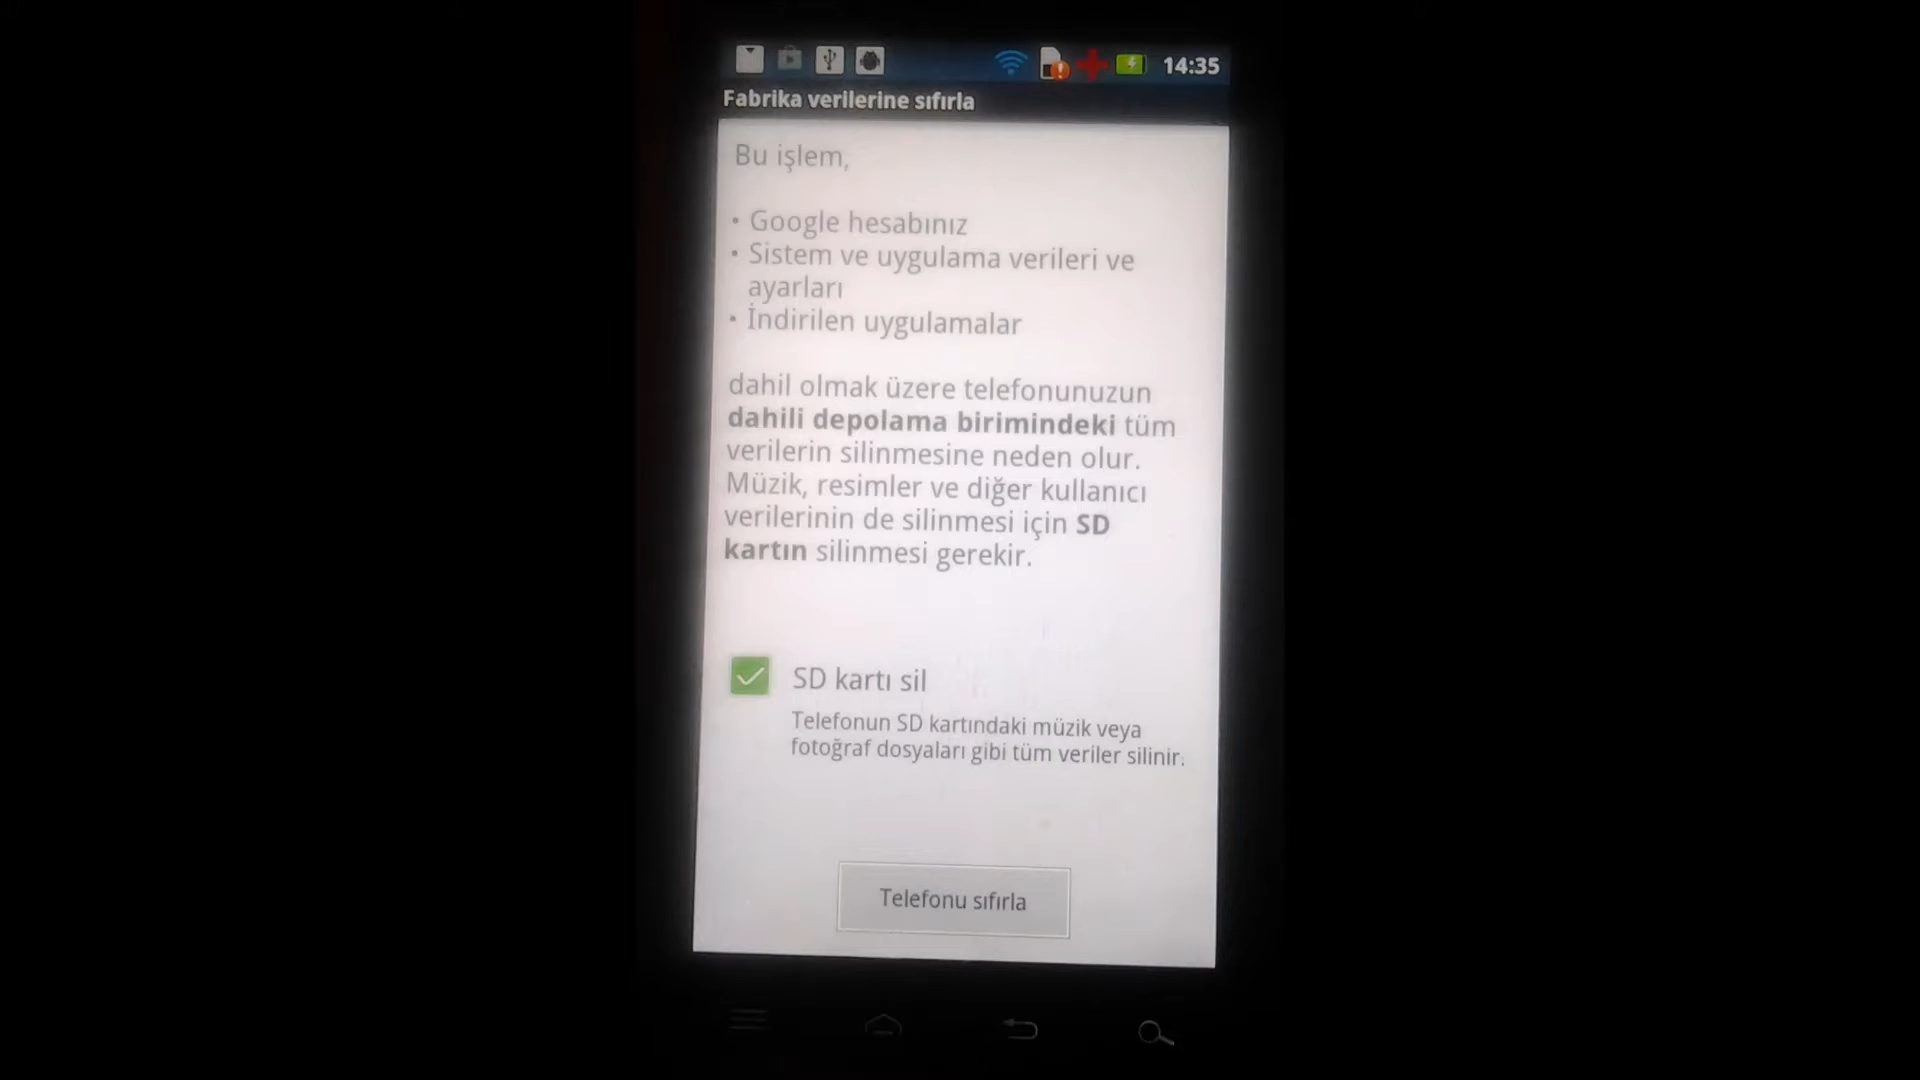 14:35
Fabrika verilerine sıfırla
Bu işlem,
• Google hesabınız
• Sistem ve uygulama verileri ve
ayarları
• İndirilen uygulamalar
dahil olmak üzere telefonunuzun
dahili depolama birimindeki tüm
verilerin silinmesine neden olur.
Müzik, resimler ve diğer kullanıcı
verilerinin de silinmesi için SD
kartın silinmesi gerekir.
SD kartı sil
Telefonun SD kartındaki müzik veya
fotoğraf dosyaları gibi tüm veriler silinir.
Telefonu sıfırla